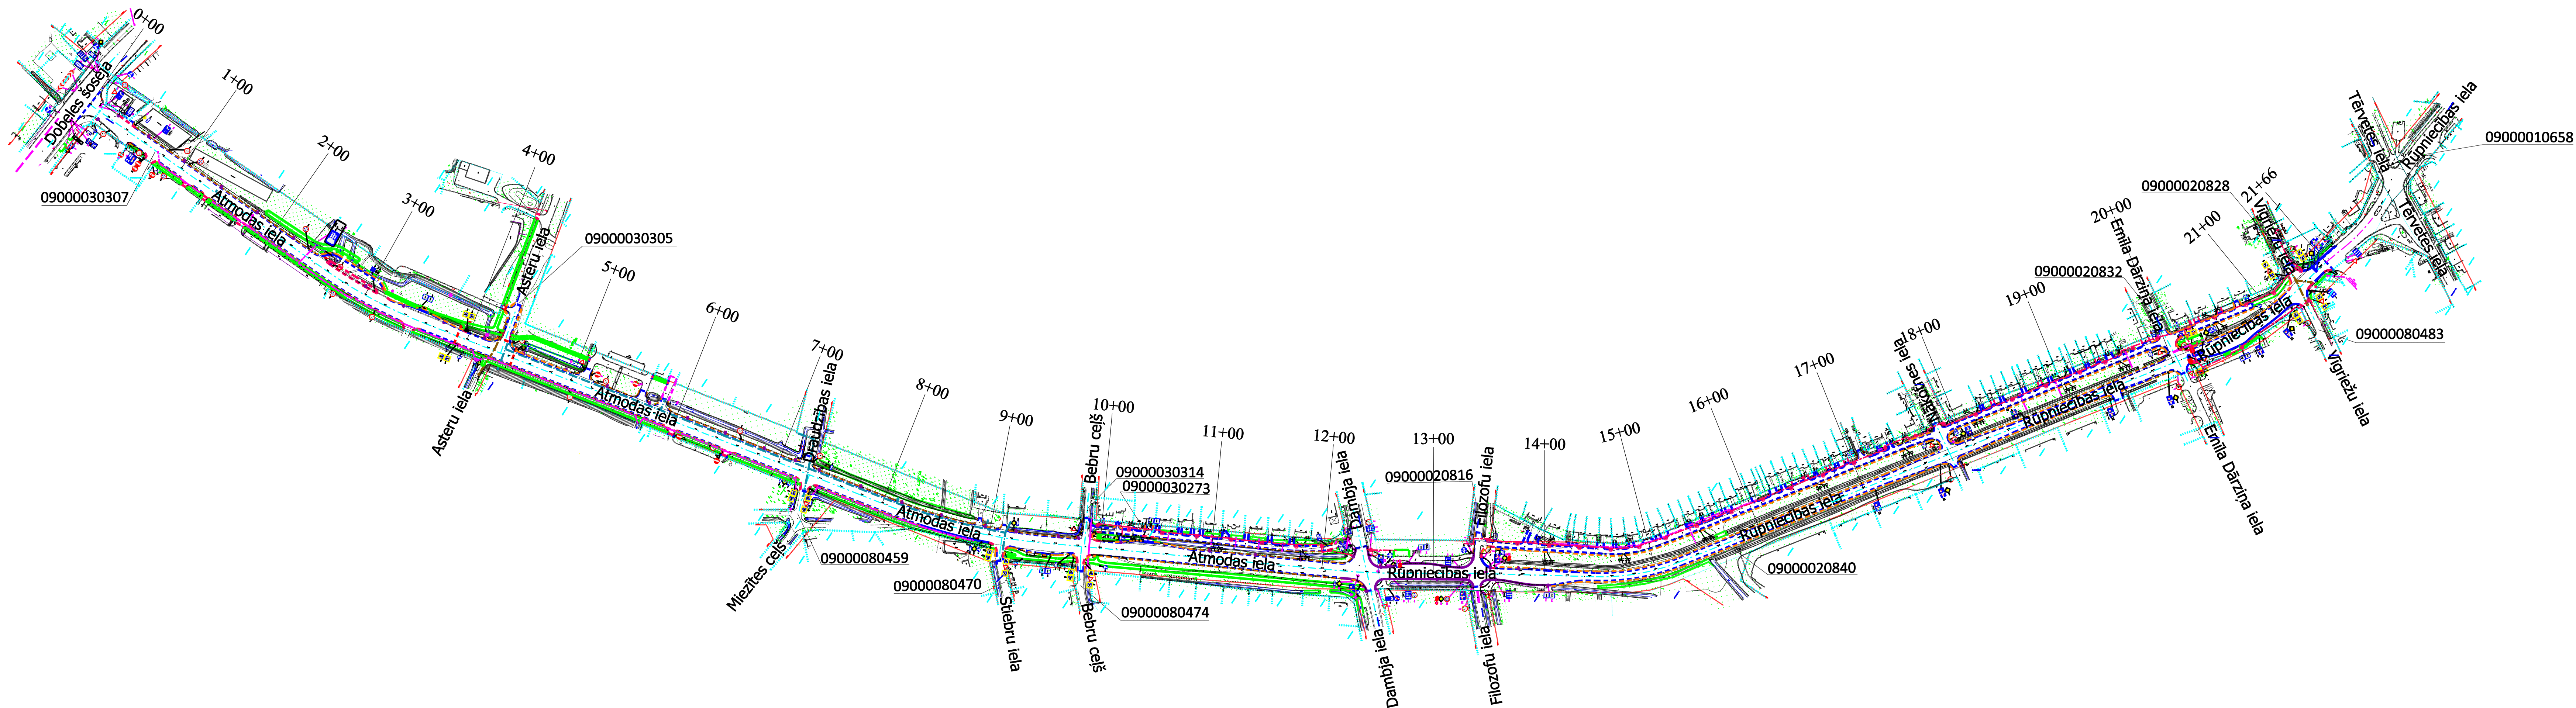 0+00
Dobeles šoseja
1+00
09000030307
2+00
Atmodas iela
3+00
4+00
Asteru iela
09000030305
5+00
Asteru iela
6+00
Atmodas iela
7+00
Draudzības iela
8+00
Miezītes ceļš
09000080459
9+00
Atmodas iela
09000080470
Stiebru iela
10+00
Bebru ceļš
09000030314
09000030273
Bebru ceļš
09000080474
11+00
Atmodas iela
12+00
Dambja iela
Dambja iela
13+00
09000020816
Rūpniecības iela
Filozofu iela
Filozofu iela
14+00
15+00
16+00
Rūpniecības iela
09000020840
17+00
18+00
19+00
Rūpniecības iela
20+00
Emīla Dārziņa iela
09000020832
Emīla Dārziņa iela
21+00
Rūpniecības iela
09000020828
21+66
Vīgriežu iela
Vīgriežu iela
09000080483
Tērvetes iela
Rūpniecības iela
09000010658
Tērvetes iela